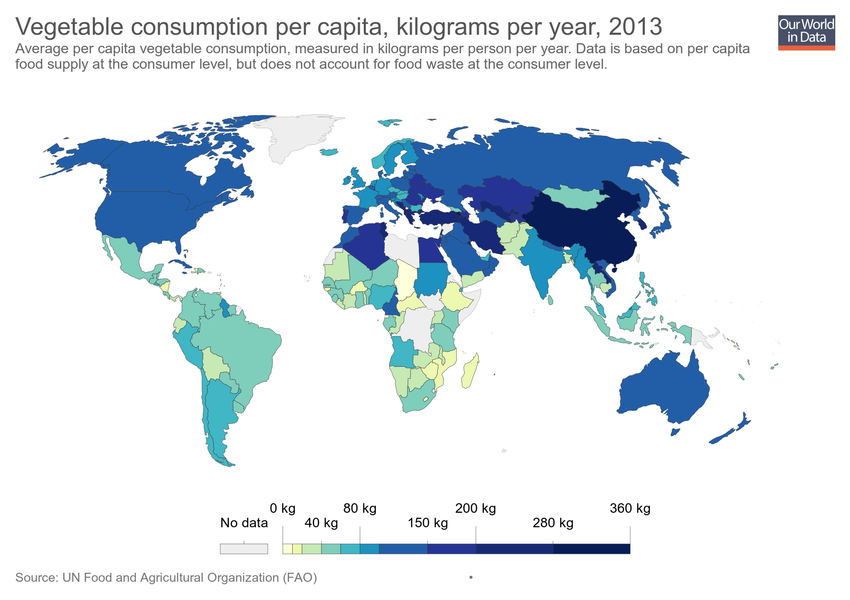 Vegetable consumption per capita, kilograms per year, 2013
Our World
in Data
Average per capita vegetable consumption, measured in kilograms per person per year. Data is based on per capita
food supply at the consumer level, but does not account for food waste at the consumer level.
0 kg 80 kg 200 kg 360 kg
No data 40 kg 150 kg 280 kg
Source: UN Food and Agricultural Organization (FAO) •